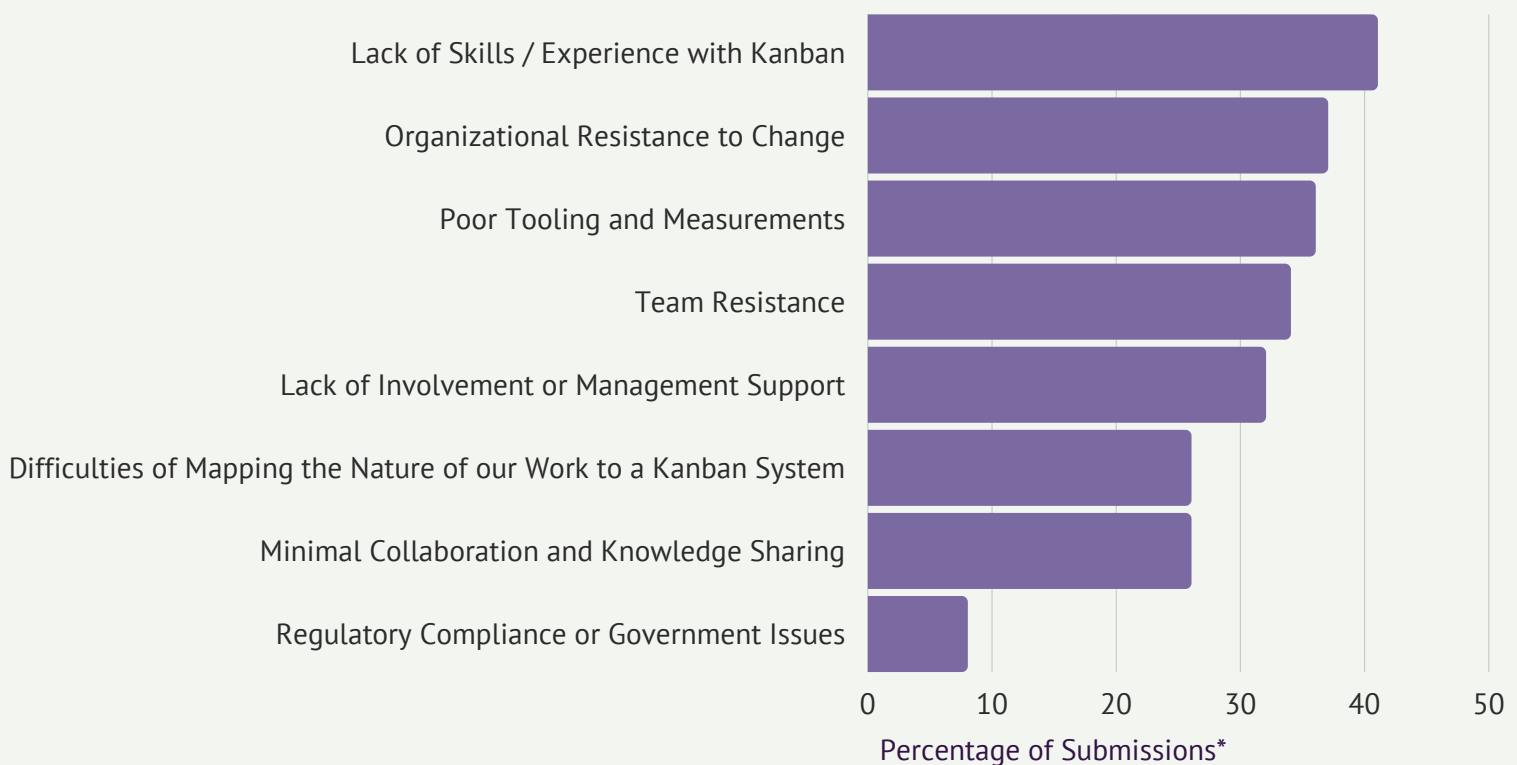 Lack of Skills / Experience with Kanban
Organizational Resistance to Change
Poor Tooling and Measurements
Team Resistance
Lack of Involvement or Management Support
Difficulties of Mapping the Nature of our Work to a Kanban System
Minimal Collaboration and Knowledge Sharing
Regulatory Compliance or Government Issues
0 10 20 30 40 50
Percentage of Submissions*